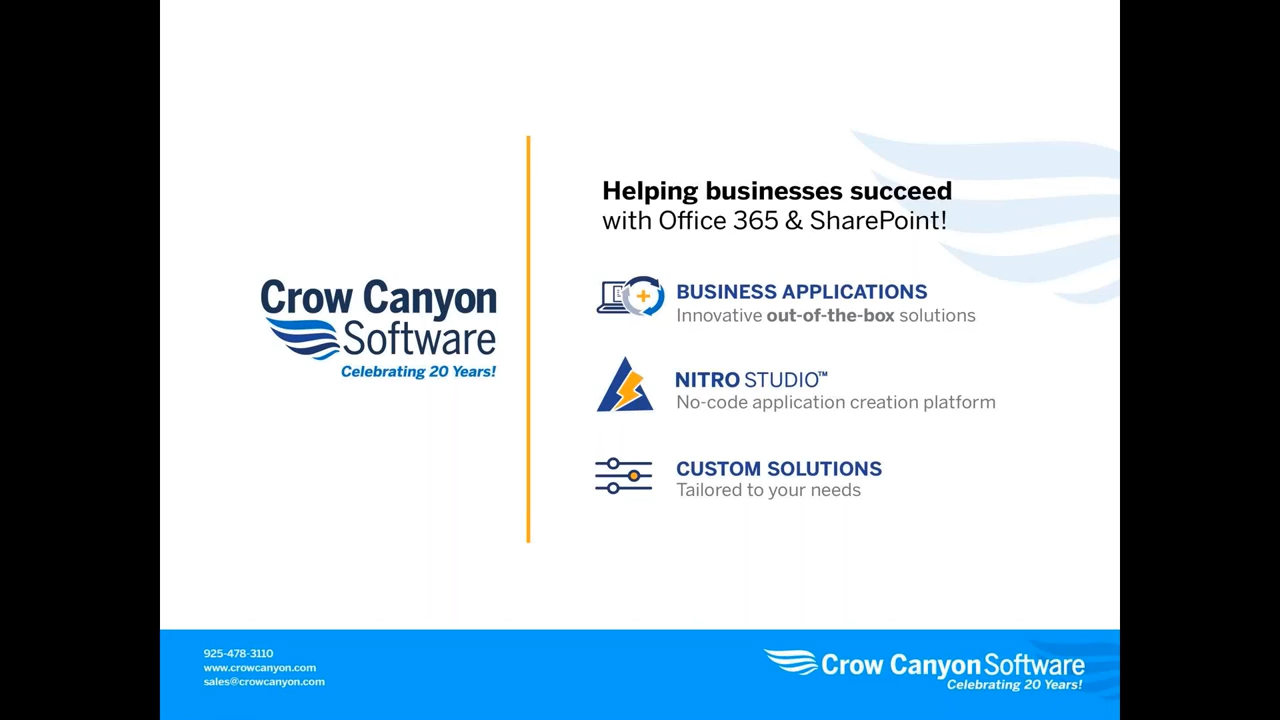 Crow Canyon
Software
Celebrating 20 Years!
Helping businesses succeed
with Office 365 & SharePoint!
BUSINESS APPLICATIONS
Innovative out-of-the-box solutions
NITRO STUDIO™
No-code application creation platform
CUSTOM SOLUTIONS
Tailored to your needs
925-478-3110
www.crowcanyon.com
sales@crowcanyon.com
Crow Canyon Software
Celebrating 20 Years!